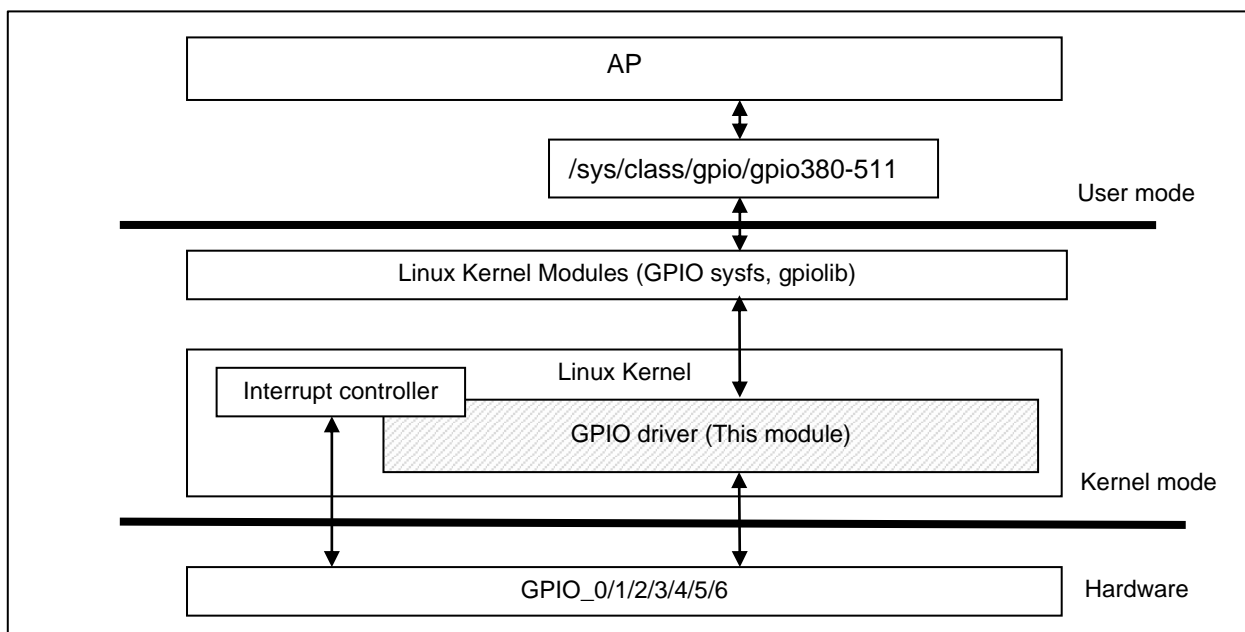 AP
/sys/class/gpio/gpio380-511
User mode
Linux Kernel Modules (GPIO sysfs, gpiolib)
Linux Kernel
Interrupt controller
GPIO driver (This module)
Kernel mode
GPIO_0/1/2/3/4/5/6
Hardware